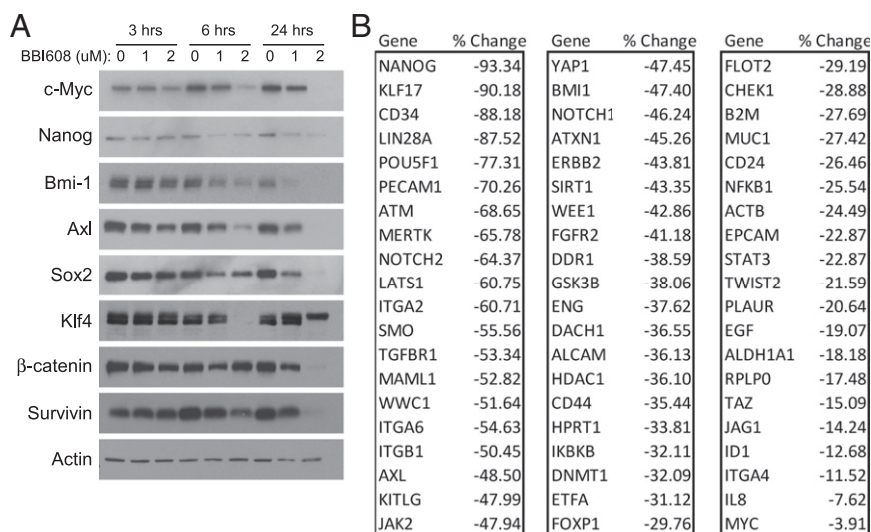 A
3 hrs 6 hrs 24 hrs
BBI608 (uM): 0 1 2 0 1 2 0 1 2
c-Myc
Nanog
Bmi-1
Axl
Sox2
Klf4
β-catenin
Survivin
Actin
B
Gene % Change Gene % Change Gene % Change
NANOG -93.34 YAP1 -47.45 FLOT2 -29.19
KLF17 -90.18 BMI1 -47.40 CHEK1 -28.88
CD34 -88.18 NOTCH1 -46.24 B2M -27.69
LIN28A -87.52 ATXN1 -45.26 MUC1 -27.42
POU5F1 -77.31 ERBB2 -43.81 CD24 -26.46
PECAM1 -70.26 SIRT1 -43.35 NFKB1 -25.54
ATM -68.65 WEE1 -42.86 ACTB -24.49
MERTK -65.78 FGFR2 -41.18 EPCAM -22.87
NOTCH2 -64.37 DDR1 -38.59 STAT3 -22.87
LATS1 -60.75 GSK3B -38.06 TWIST2 -21.59
ITGA2 -60.71 ENG -37.62 PLAUR -20.64
SMO -55.56 DACH1 -36.55 EGF -19.07
TGFBR1 -53.34 ALCAM -36.13 ALDH1A1 -18.18
MAML1 -52.82 HDAC1 -36.10 RPLP0 -17.48
WWC1 -51.64 CD44 -35.44 TAZ -15.09
ITGA6 -54.63 HPRT1 -33.81 JAG1 -14.24
ITGB1 -50.45 IKBKB -32.11 ID1 -12.68
AXL -48.50 DNMT1 -32.09 ITGA4 -11.52
KITLG -47.99 ETFA -31.12 IL8 -7.62
JAK2 -47.94 FOXP1 -29.76 MYC -3.91